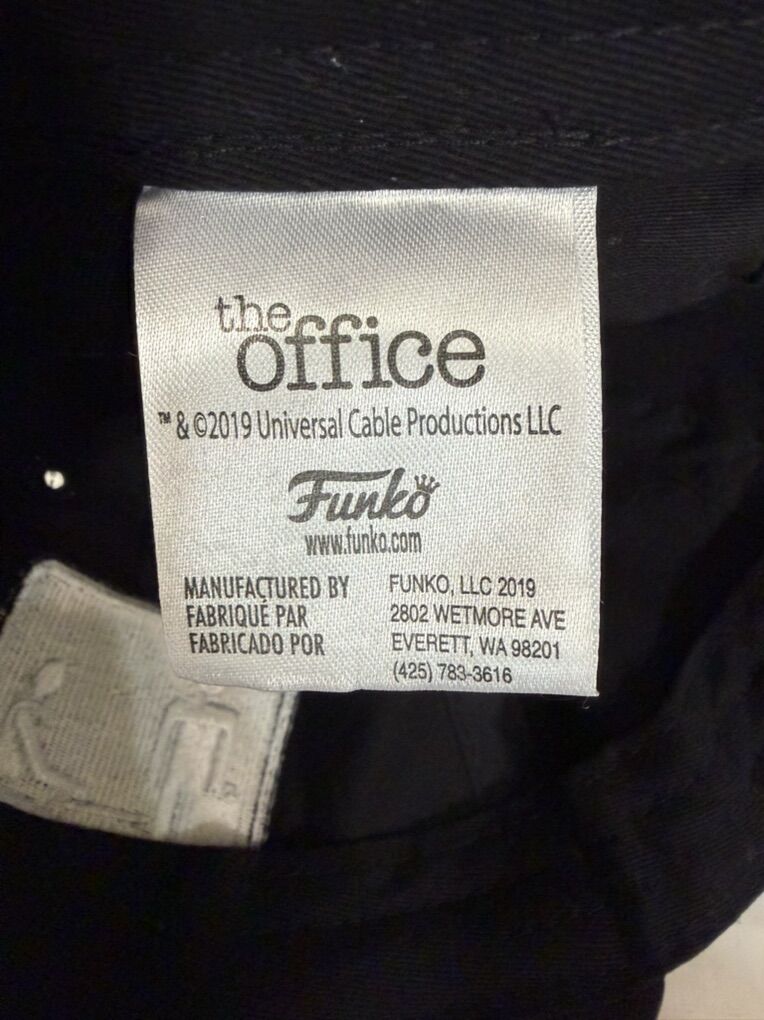 the
office
™ & ©2019 Universal Cable Productions LLC
Funko
www.funko.com
MANUFACTURED BY
FABRIQUÉ PAR
FABRICADO POR
FUNKO, LLC 2019
2802 WETMORE AVE
EVERETT, WA 98201
(425) 783-3616